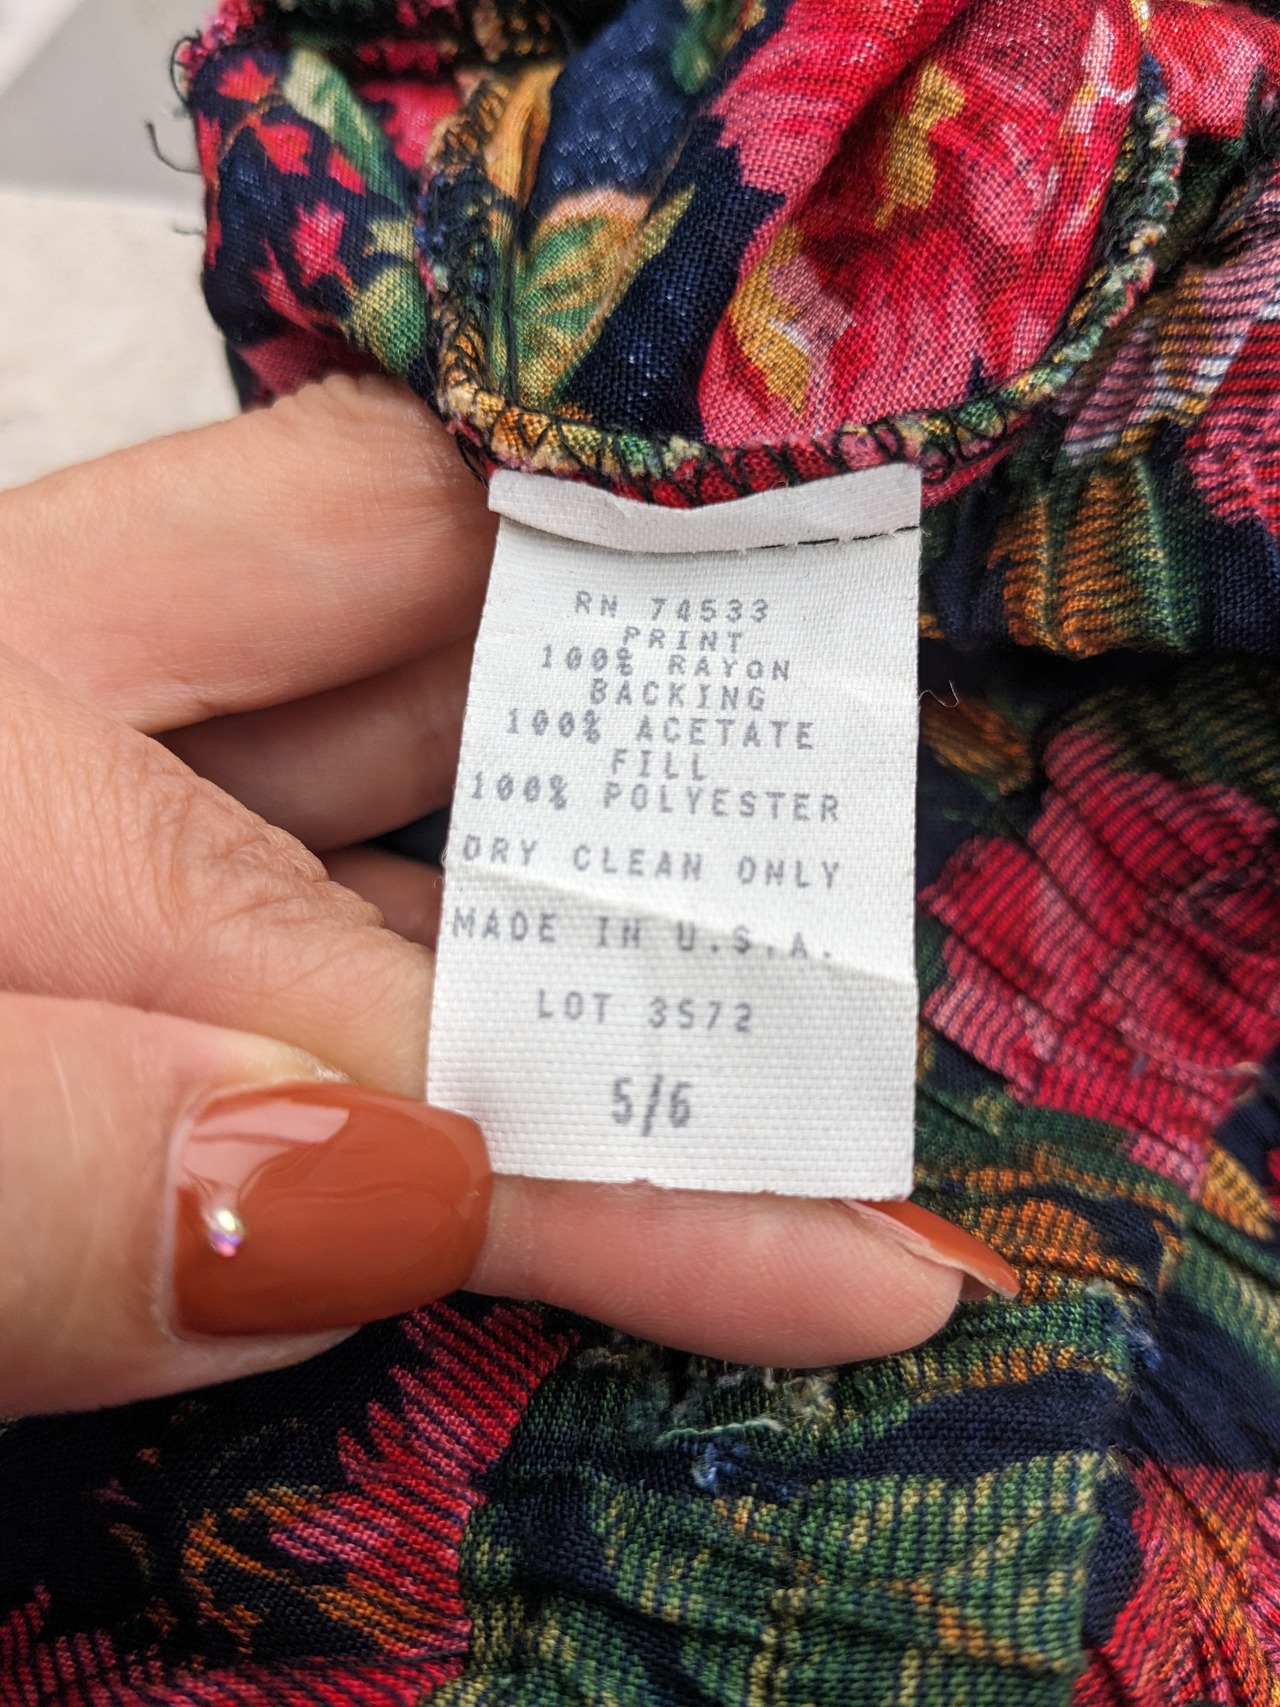 RN 74533
PRINT
100% RAYON
BACKING
100% ACETATE
FILL
100% POLYESTER
DRY CLEAN ONLY
MADE IN U.S.A.
LOT 3572
5/6